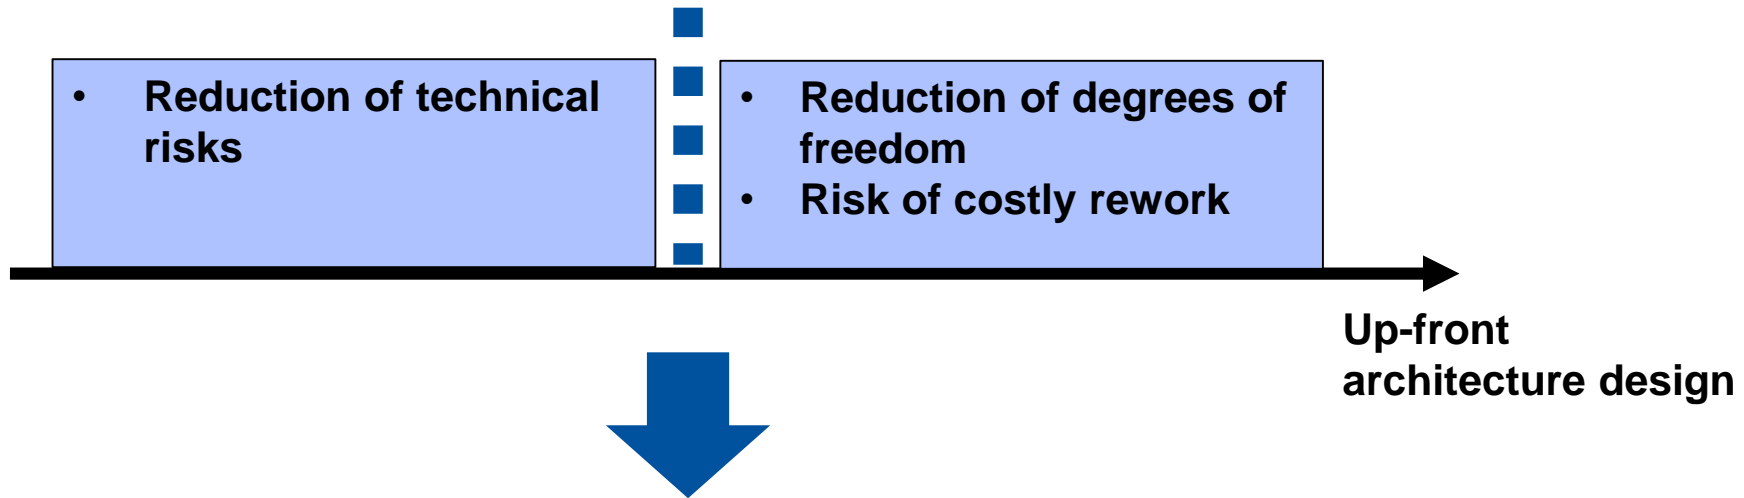 • Reduction of technical
risks
• Reduction of degrees of
freedom
• Risk of costly rework
Up-front
architecture design